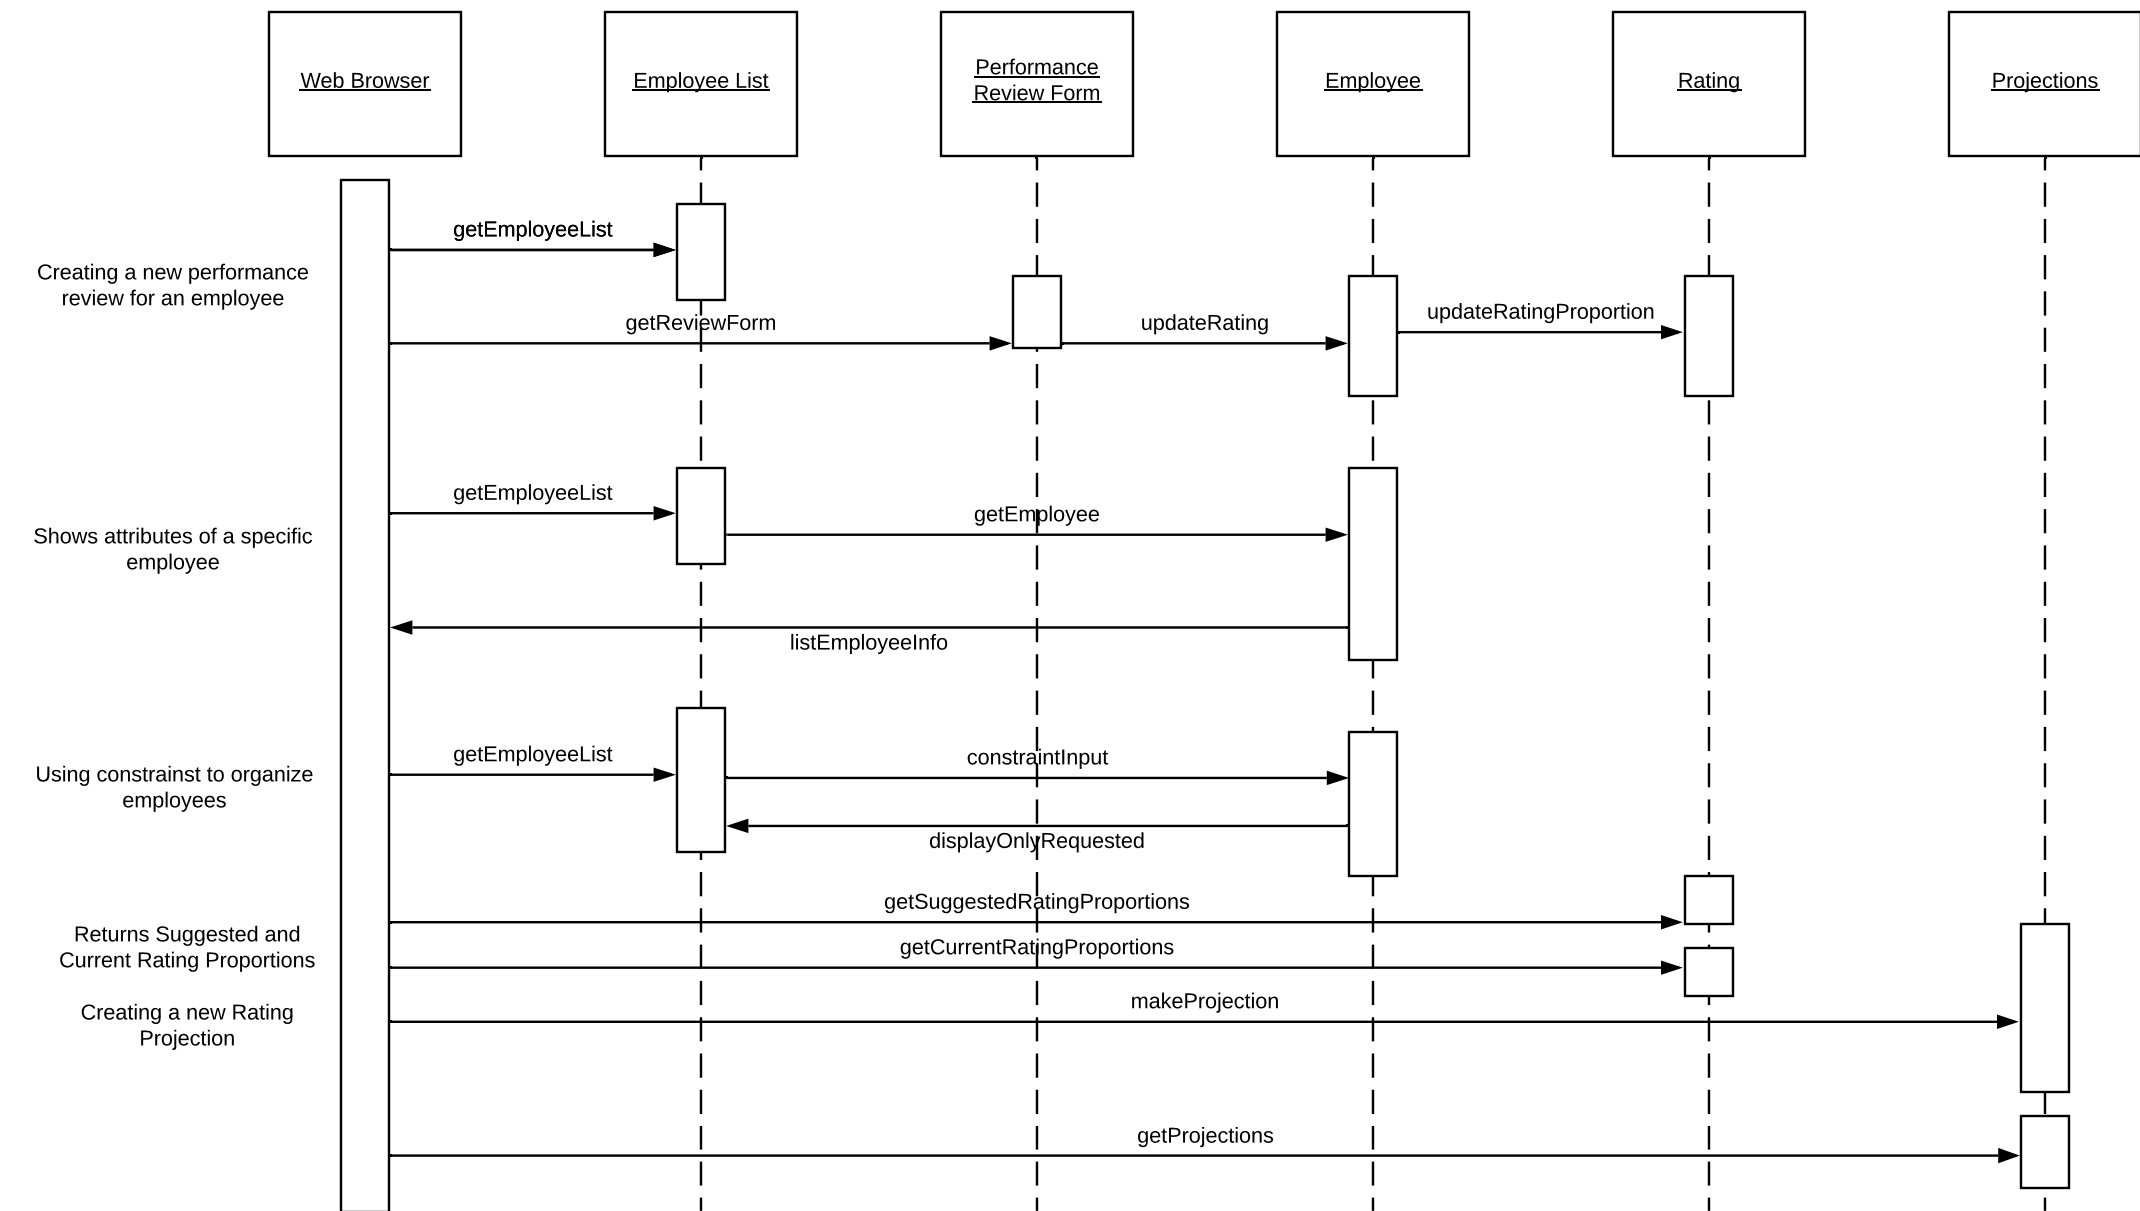 Web Browser
Employee List
Performance
Review Form
Employee
Rating
Projections
getEmployeeList
Creating a new performance
review for an employee
getReviewForm
updateRating
updateRatingProportion
getEmployeeList
getEmployee
Shows attributes of a specific
employee
listEmployeeInfo
getEmployeeList
constraintInput
Using constrainst to organize
employees
displayOnlyRequested
getSuggestedRatingProportions
Returns Suggested and
Current Rating Proportions
getCurrentRatingProportions
makeProjection
Creating a new Rating
Projection
getProjections